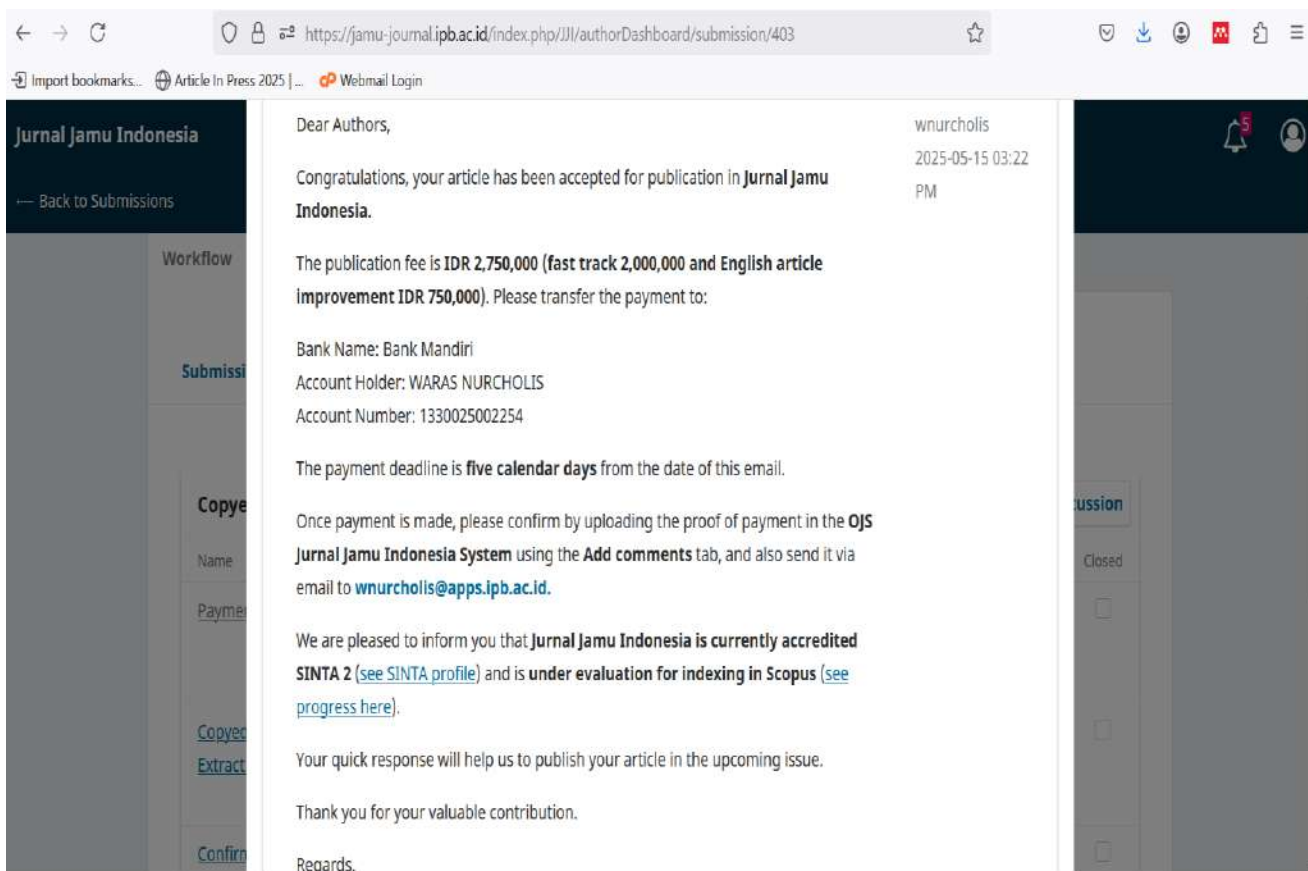 https://jamu-journal.ipb.ac.id/index.php/JJI/authorDashboard/submission/403
Import bookmarks...
Article In Press 2025 | ...
Webmail Login
Jurnal Jamu Indonesia
5
Back to Submissions
Workflow
Submissi
Dear Authors,
wnurcholis
2025-05-15 03:22
PM
Congratulations, your article has been accepted for publication in Jurnal Jamu
Indonesia.
The publication fee is IDR 2,750,000 (fast track 2,000,000 and English article
improvement IDR 750,000). Please transfer the payment to:
Bank Name: Bank Mandiri
Account Holder: WARAS NURCHOLIS
Account Number: 1330025002254
The payment deadline is five calendar days from the date of this email.
Once payment is made, please confirm by uploading the proof of payment in the OJS
Jurnal Jamu Indonesia System using the Add comments tab, and also send it via
email to wnurcholis@apps.ipb.ac.id.
We are pleased to inform you that Jurnal Jamu Indonesia is currently accredited
SINTA 2 (see SINTA profile) and is under evaluation for indexing in Scopus (see
progress here).
Your quick response will help us to publish your article in the upcoming issue.
Thank you for your valuable contribution.
Regards,
Copye
ussion
Name
Closed
Paymen
Copyed
Extract
Confirn